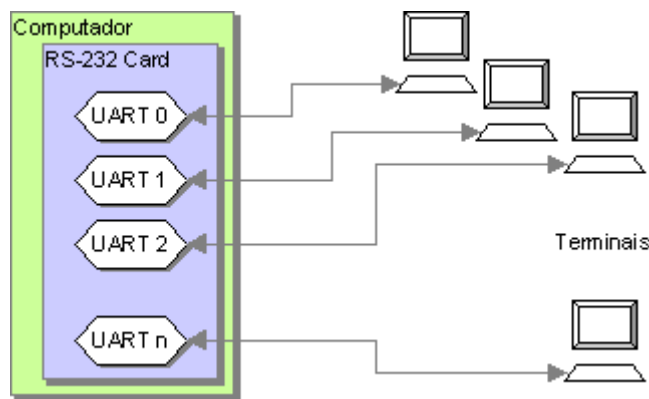 Computador
RS-232 Card
UART 0
UART 1
UART 2
Terminais
UART n